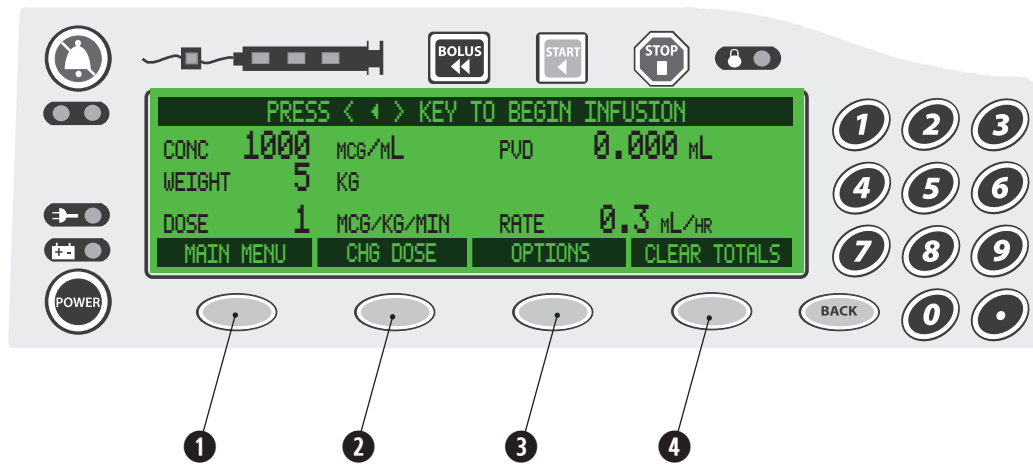 BOLUS
START
STOP
PRESS < ◀ > KEY TO BEGIN INFUSION
CONC 1000 MCG/ML PVD 0.000 ML
WEIGHT 5 KG
DOSE 1 MCG/KG/MIN RATE 0.3 ML/HR
MAIN MENU CHG DOSE OPTIONS CLEAR TOTALS
1 2 3
4 5 6
7 8 9
POWER
BACK 0 •
1 2 3 4